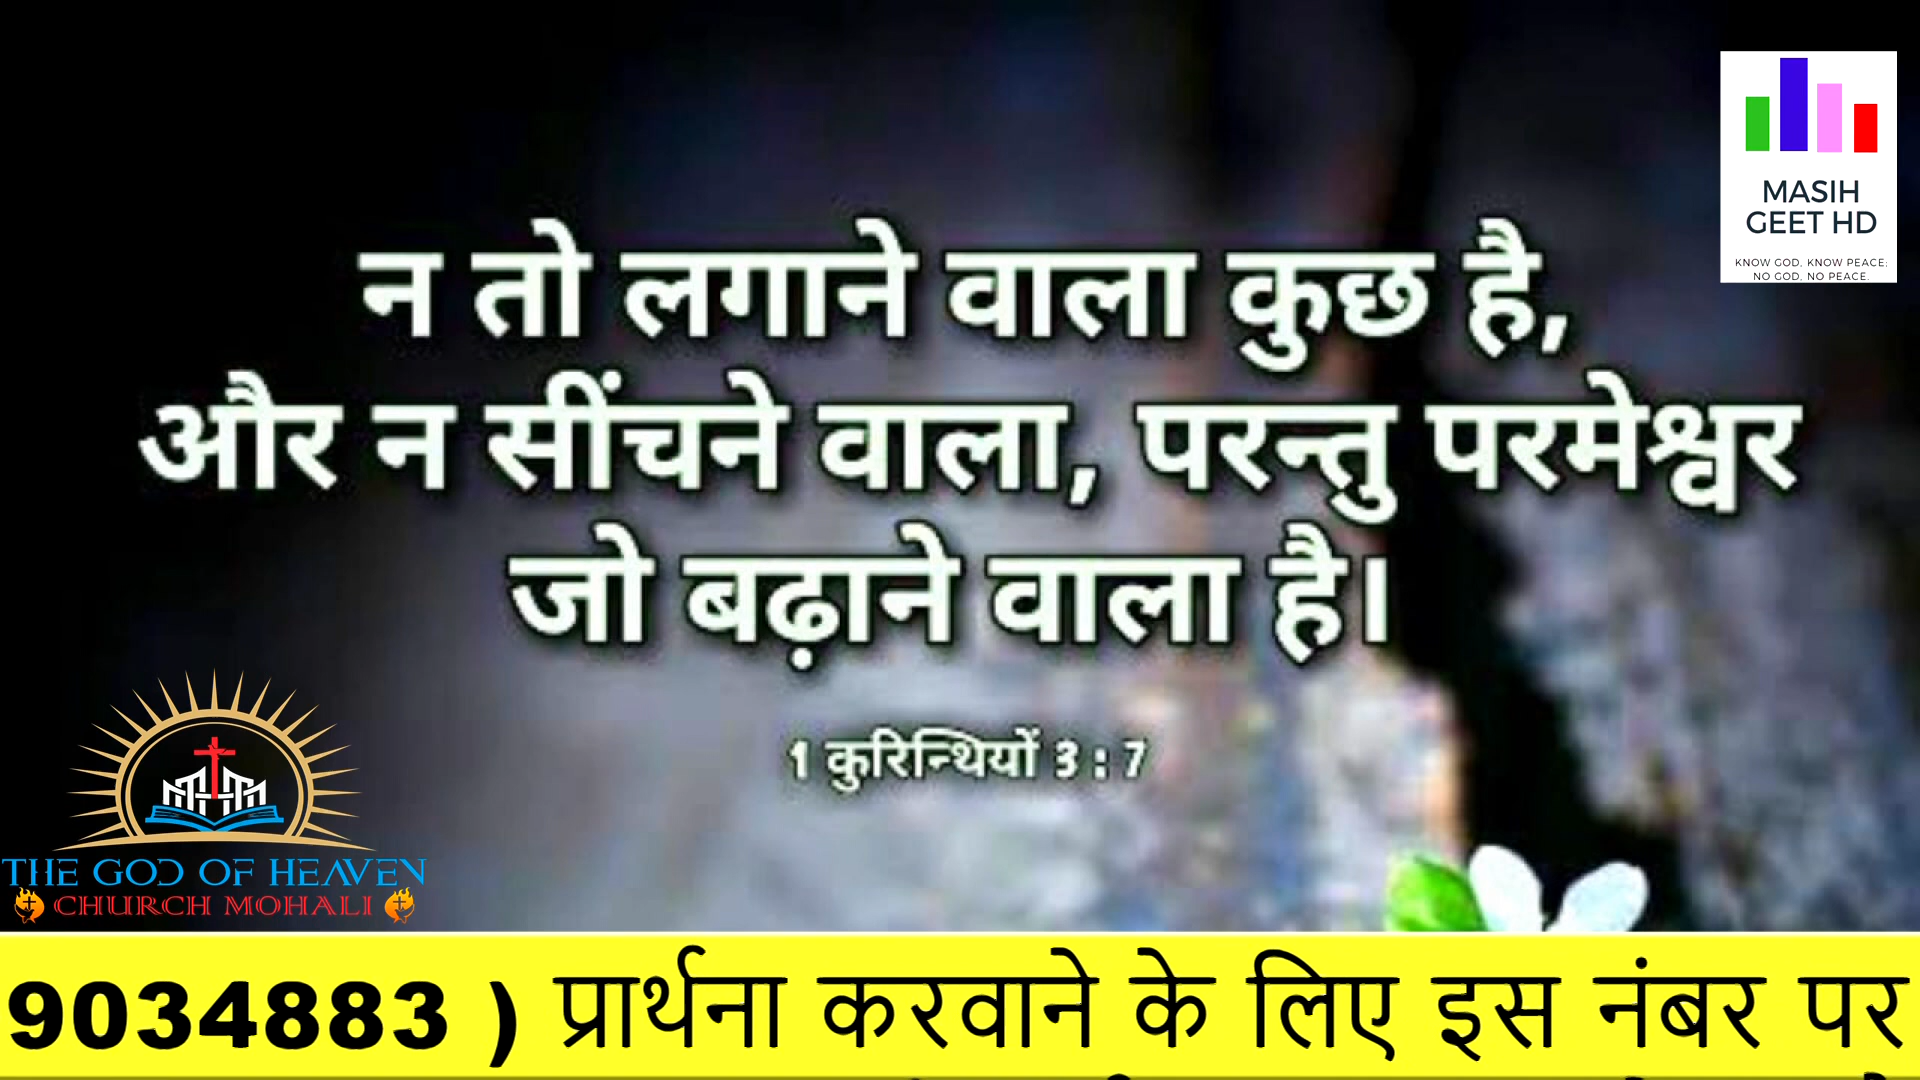 MASIH
GEET HD
KNOW GOD, KNOW PEACE;
NO GOD, NO PEACE.
न तो लगाने वाला कुछ है,
और न सींचने वाला, परन्तु परमेश्वर
जो बढ़ाने वाला है।
1 कुरिन्थियों 3 : 7
THE GOD OF HEAVEN
CHURCH MOHALI
9034883 ) प्रार्थना करवाने के लिए इस नंबर पर